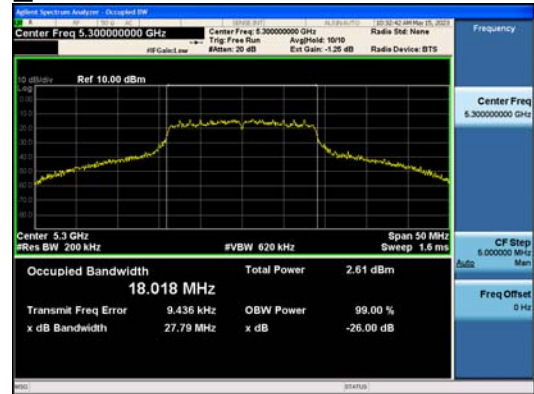 Agilent Spectrum Analyzer - Occupied BW
SENSE:INT
ALIGN AUTO
10:32:42 AM May 15, 2023
Center Freq 5.300000000 GHz
Center Freq: 5.300000000 GHz
Radio Std: None
Frequency
Trig: Free Run
Avg|Hold: 10/10
#IFGain:Low
#Atten: 20 dB
Ext Gain: -1.25 dB
Radio Device: BTS
10 dB/div
Ref 10.00 dBm
Log
Center Freq
5.300000000 GHz
Center 5.3 GHz
Span 50 MHz
#Res BW 200 kHz
#VBW 620 kHz
Sweep 1.6 ms
CF Step
5.000000 MHz
Auto Man
Occupied Bandwidth
Total Power
2.61 dBm
18.018 MHz
Freq Offset
0 Hz
Transmit Freq Error
9.436 kHz
OBW Power
99.00 %
x dB Bandwidth
27.79 MHz
x dB
-26.00 dB
MSG
STATUS